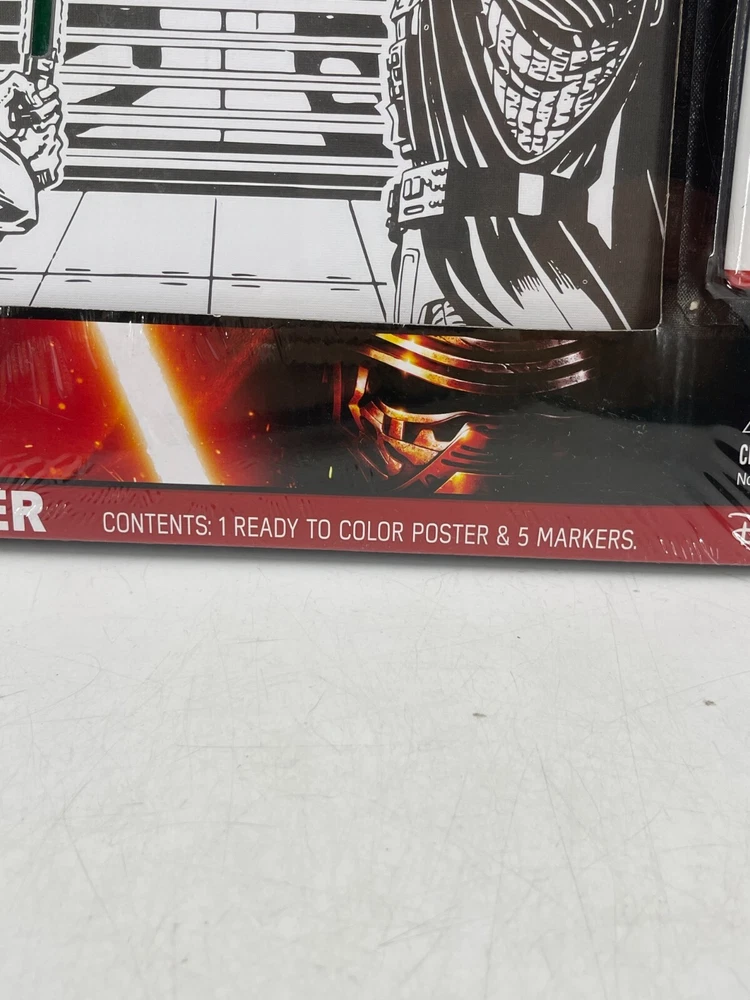 ER
CONTENTS: 1 READY TO COLOR POSTER & 5 MARKERS.